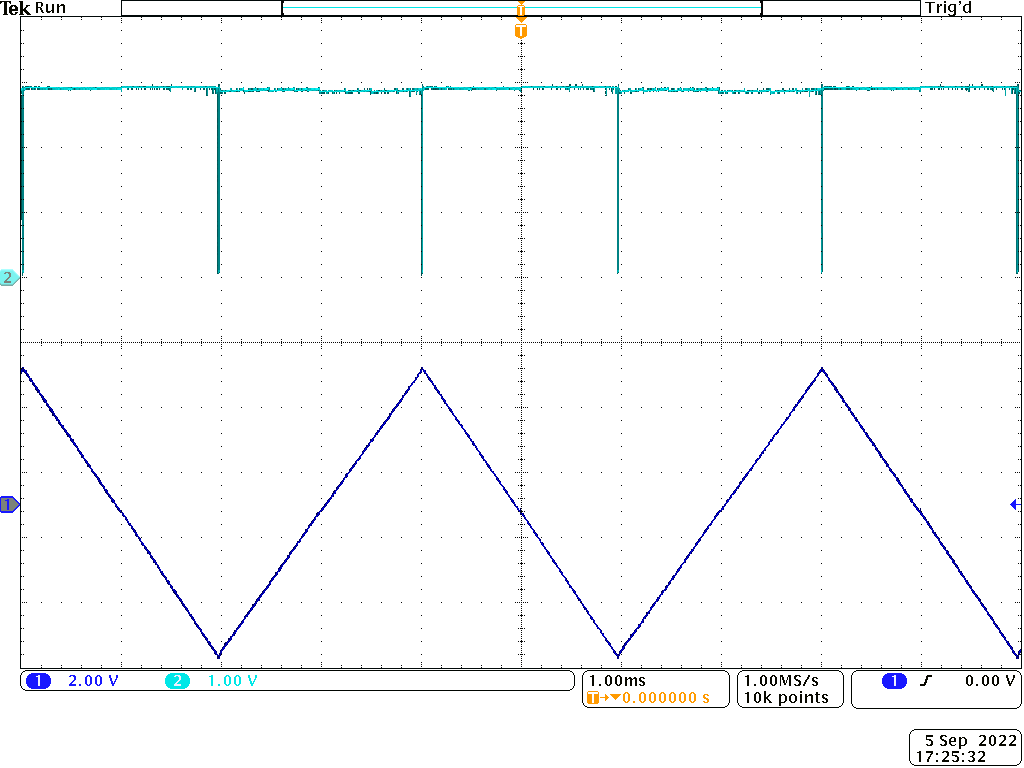 Tek Run Trig'd
T
T
2
1
1 2.00 V 2 1.00 V 1.00ms 1.00MS/s 1 0.00 V
T→▼0.000000 s 10k points
5 Sep 2022
17:25:32